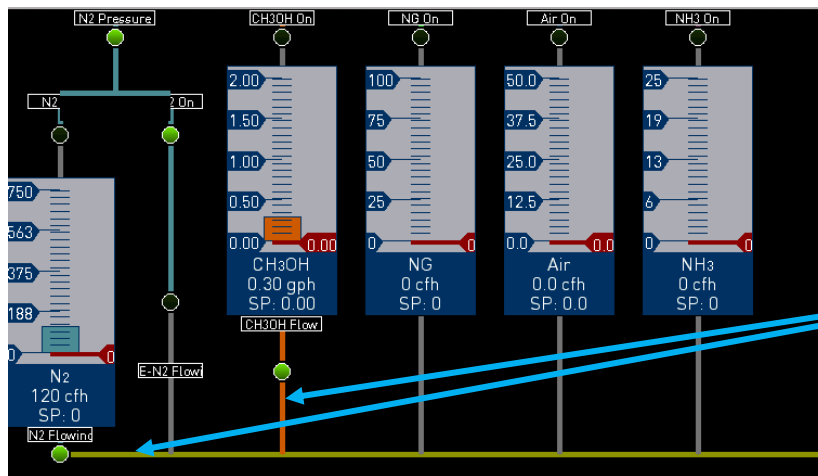 N2 Pressure
CH3OH On
NG On
Air On
NH3 On
N2
2 On
2.00
1.50
1.00
0.50
0.00
0.00
CH3OH
0.30 gph
SP: 0.00
CH3OH Flow
100
75
50
25
0
0
NG
0 cfh
SP: 0
50.0
37.5
25.0
12.5
0.0
0.0
Air
0.0 cfh
SP: 0.0
25
19
13
6
0
0
NH3
0 cfh
SP: 0
750
563
375
188
0
0
N2
120 cfh
SP: 0
N2 Flowing
E-N2 Flowi